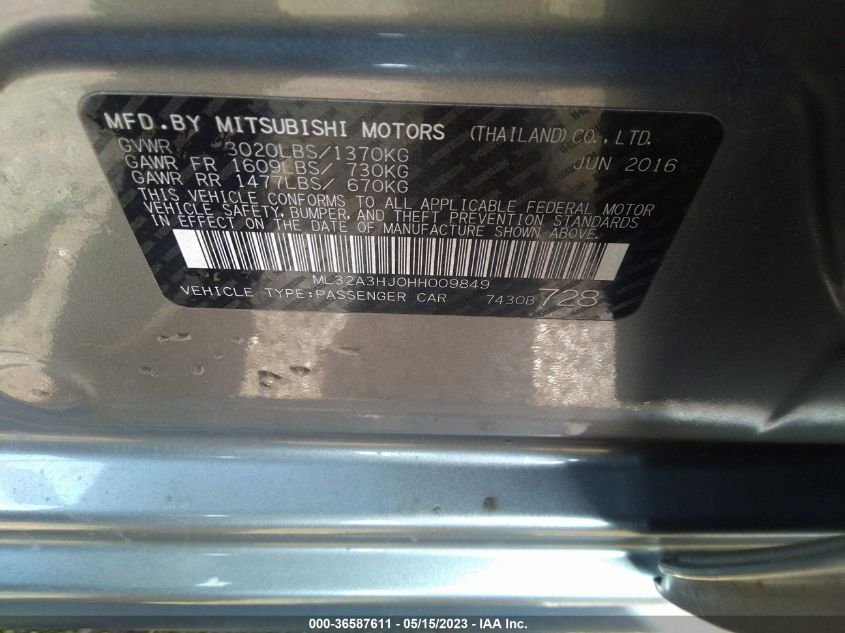 MFD.BY MITSUBISHI MOTORS (THAILAND)CO.,LTD.
GVWR 3020LBS/1370KG JUN 2016
GAWR FR 1609LBS/ 730KG
GAWR RR 1477LBS/ 670KG
THIS VEHICLE CONFORMS TO ALL APPLICABLE FEDERAL MOTOR
VEHICLE SAFETY, BUMPER, AND THEFT PREVENTION STANDARDS
IN EFFECT ON THE DATE OF MANUFACTURE SHOWN ABOVE.
ML32A3HJ0HH009849
VEHICLE TYPE:PASSENGER CAR 7430B 728
000-36587611 - 05/15/2023 - © IAA Inc.